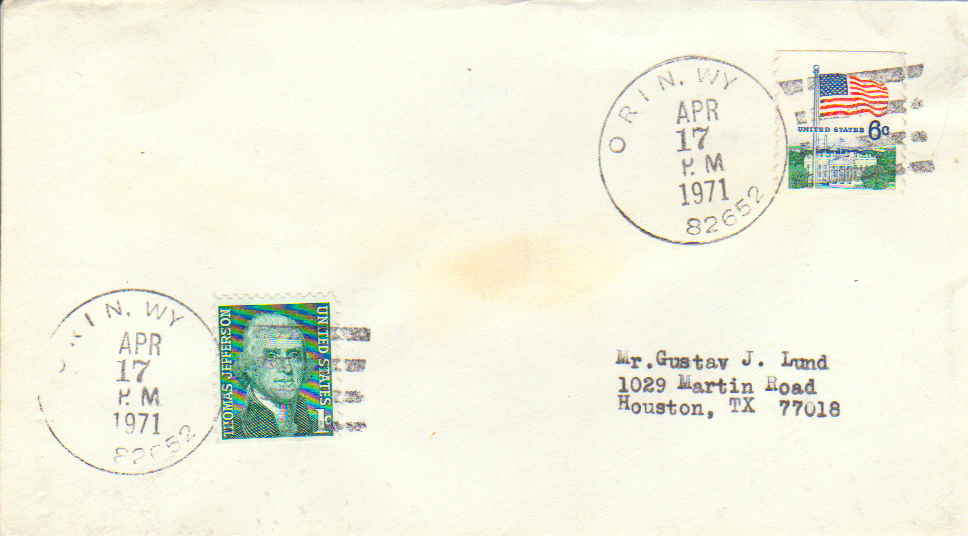 ORIN, WY
APR
17
P. M
1971
82652
UNITED STATES 6c
ORIN, WY
APR
17
P. M
1971
82652
THOMAS JEFFERSON
UNITED STATES
1c
Mr.Gustav J. Lund
1029 Martin Road
Houston, TX 77018